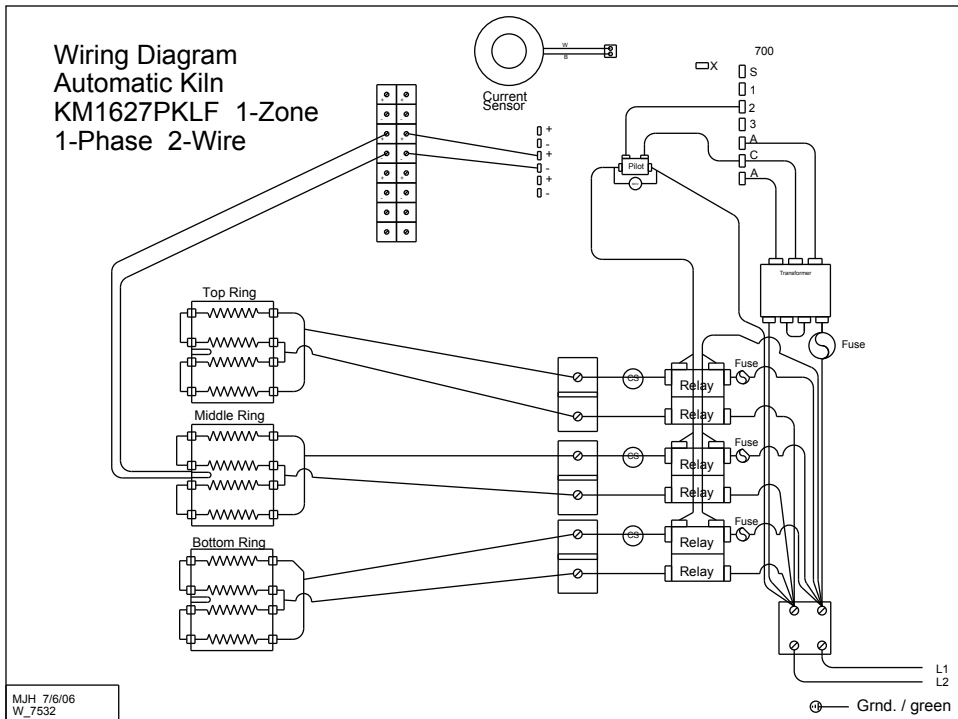 Wiring Diagram
Automatic Kiln
KM1627PKLF 1-Zone
1-Phase 2-Wire
W
B
Current
Sensor
700
X
S
1
2
3
A
C
A
+
-
+
-
+
-
Pilot
Transformer
Fuse
Top Ring
Middle Ring
Bottom Ring
CS
Relay
Fuse
Relay
CS
Relay
Fuse
Relay
CS
Relay
Fuse
Relay
L1
L2
Grnd. / green
MJH 7/6/06
W_7532